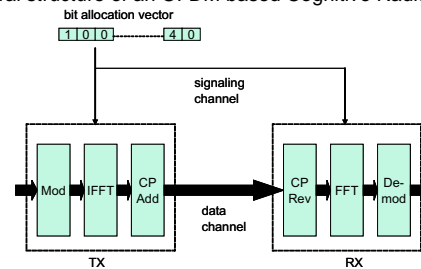 bit allocation vector
1 0 0 4 0
signaling
channel
Mod
IFFT
CP
Add
data
channel
CP
Rev
FFT
De-
mod
TX
RX